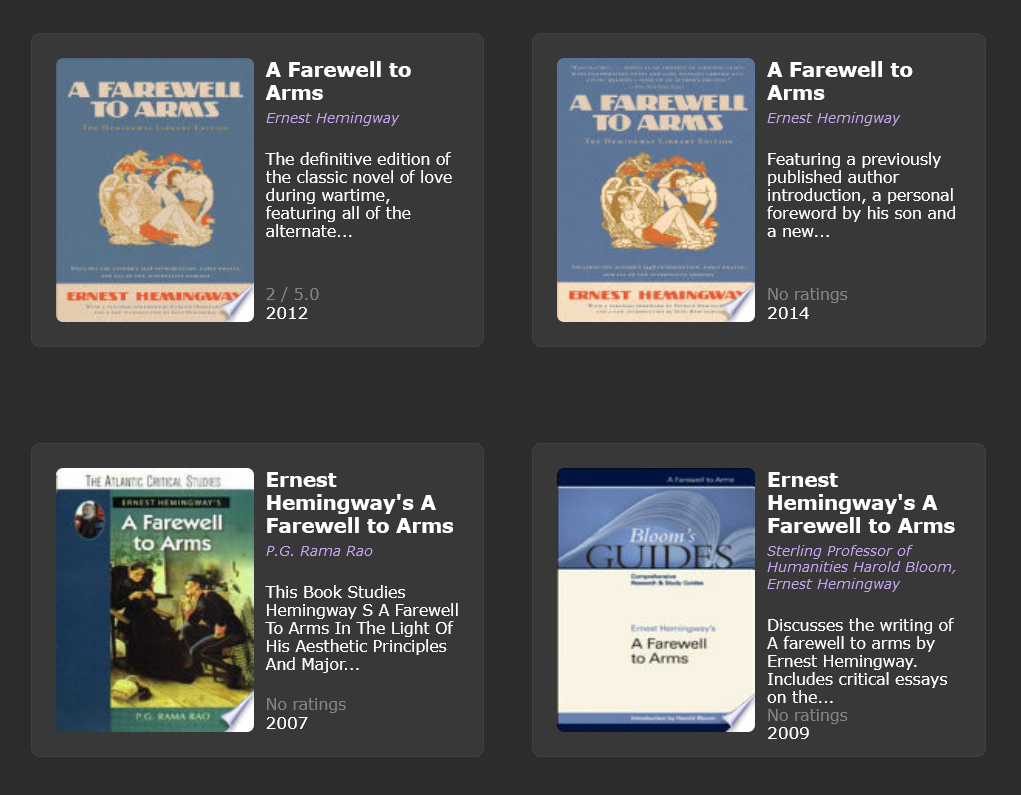 A FAREWELL
TO ARMS
THE HEMINGWAY LIBRARY EDITION
ERNEST HEMINGWAY
A Farewell to
Arms
Ernest Hemingway
The definitive edition of
the classic novel of love
during wartime,
featuring all of the
alternate...
2 / 5.0
2012
A FAREWELL
TO ARMS
THE HEMINGWAY LIBRARY EDITION
ERNEST HEMINGWAY
A Farewell to
Arms
Ernest Hemingway
Featuring a previously
published author
introduction, a personal
foreword by his son and
a new...
No ratings
2014
THE ATLANTIC CRITICAL STUDIES
ERNEST HEMINGWAY'S
A Farewell
to Arms
P.G. RAMA RAO
Ernest
Hemingway's A
Farewell to Arms
P.G. Rama Rao
This Book Studies
Hemingway S A Farewell
To Arms In The Light Of
His Aesthetic Principles
And Major...
No ratings
2007
A Farewell to Arms
Bloom's
GUIDES
Comprehensive
Research & Study Guides
Ernest Hemingway's
A Farewell
to Arms
Introduction by Harold Bloom
Ernest
Hemingway's A
Farewell to Arms
Sterling Professor of
Humanities Harold Bloom,
Ernest Hemingway
Discusses the writing of
A farewell to arms by
Ernest Hemingway.
Includes critical essays
on the...
No ratings
2009